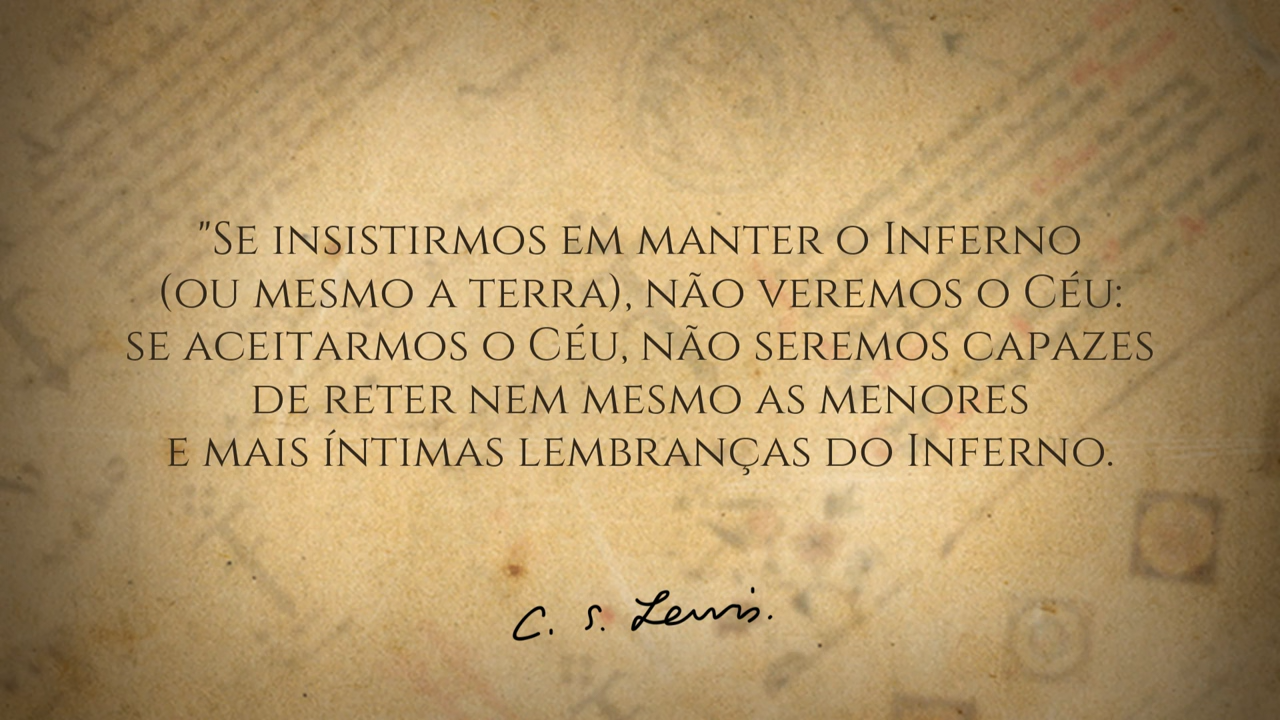 "Se insistirmos em manter o Inferno
(ou mesmo a terra), não veremos o Céu:
se aceitarmos o Céu, não seremos capazes
de reter nem mesmo as menores
e mais íntimas lembranças do Inferno.
C. S. Lewis.